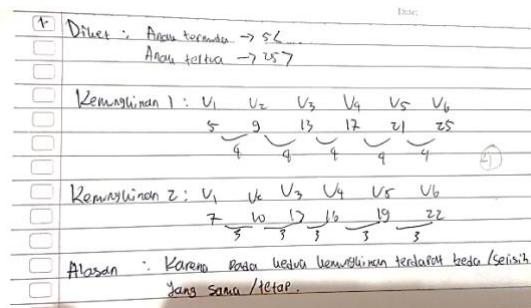 1. Diket : Anak termuda → 5 <
Anak tertua → 25 >
Kemungkinan 1 : U1 U2 U3 U4 U5 U6
5 9 13 17 21 25
4 4 4 4 4
Kemungkinan 2 : U1 U2 U3 U4 U5 U6
7 10 13 16 19 22
3 3 3 3 3
Alasan : Karena pada kedua kemungkinan terdapat beda / selisih
yang sama / tetap.